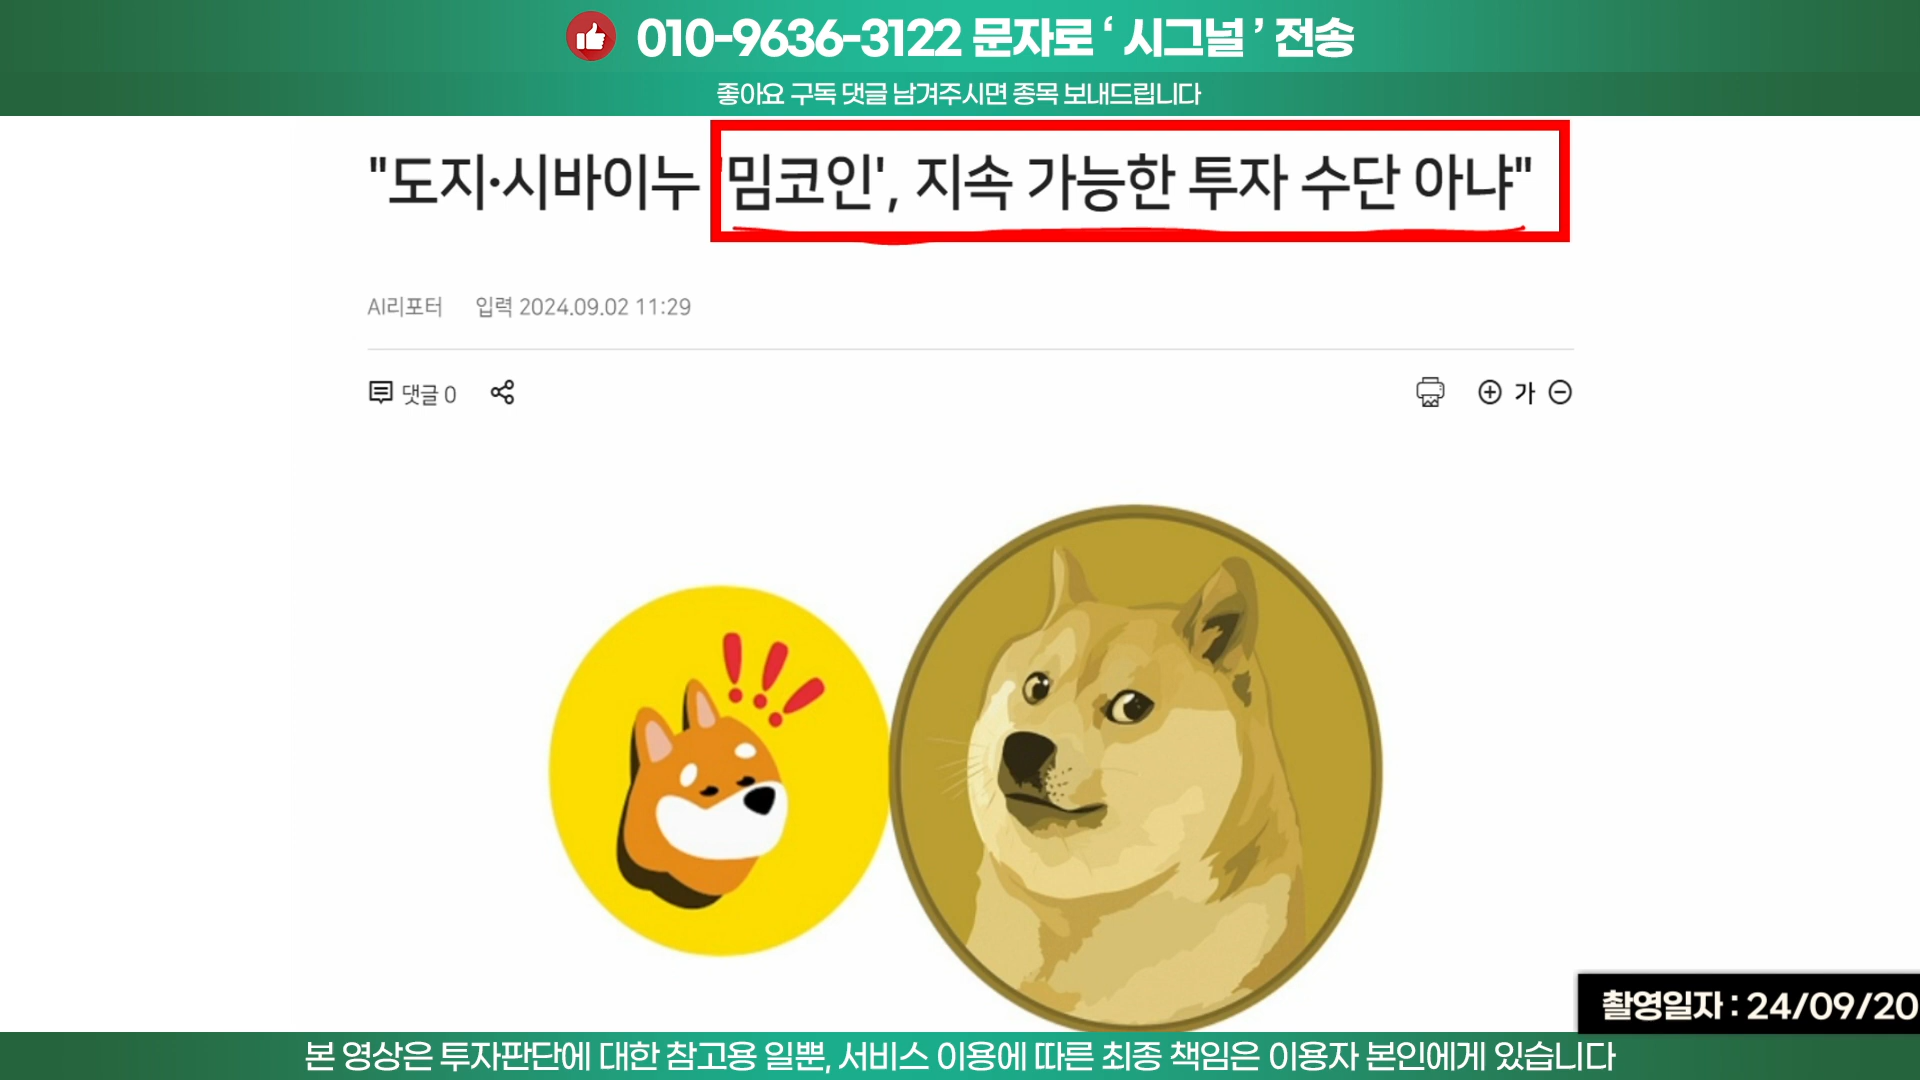 010-9636-3122 문자로 ‘ 시그널 ’ 전송
좋아요 구독 댓글 남겨주시면 종목 보내드립니다
"도지·시바이누 '밈코인', 지속 가능한 투자 수단 아냐"
AI리포터 입력 2024.09.02 11:29
댓글 0
가
촬영일자 : 24/09/20
본 영상은 투자판단에 대한 참고용 일뿐, 서비스 이용에 따른 최종 책임은 이용자 본인에게 있습니다